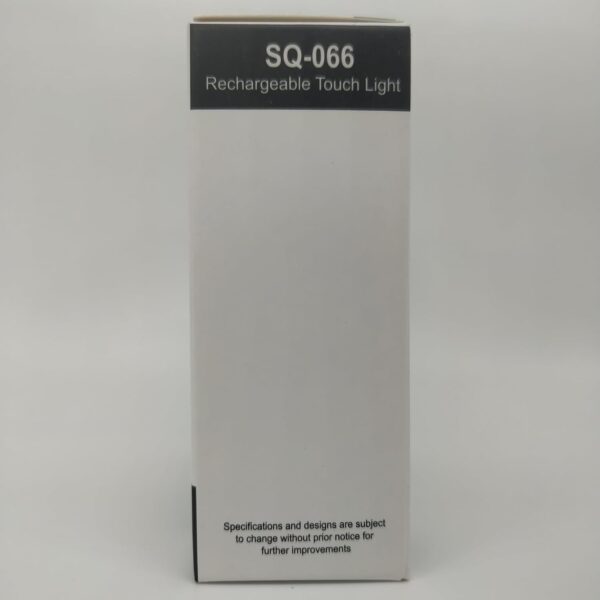 SQ-066
Rechargeable Touch Light
Specifications and designs are subject
to change without prior notice for
further improvements